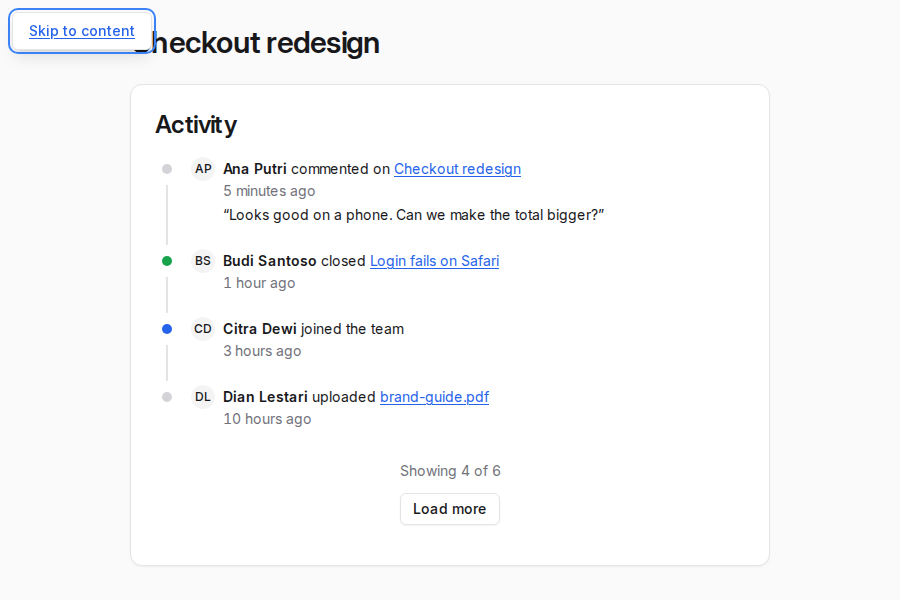 Skip to content
Checkout redesign
Activity
AP Ana Putri commented on Checkout redesign
5 minutes ago
“Looks good on a phone. Can we make the total bigger?”
BS Budi Santoso closed Login fails on Safari
1 hour ago
CD Citra Dewi joined the team
3 hours ago
DL Dian Lestari uploaded brand-guide.pdf
10 hours ago
Showing 4 of 6
Load more